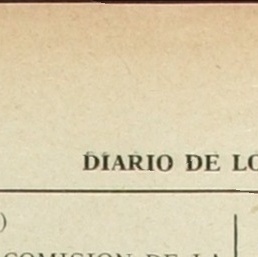 DIARIO DE LO
)
COMISION DE LA